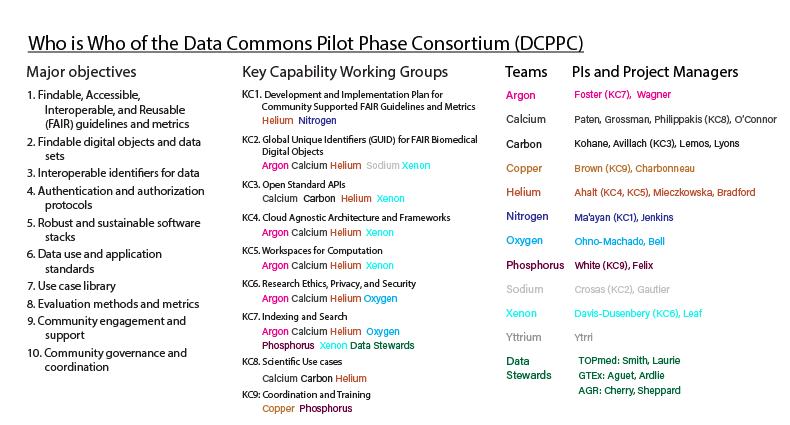 Who is Who of the Data Commons Pilot Phase Consortium (DCPPC)
Major objectives
1. Findable, Accessible,
Interoperable, and Reusable
(FAIR) guidelines and metrics
2. Findable digital objects and data
sets
3. Interoperable identifiers for data
4. Authentication and authorization
protocols
5. Robust and sustainable software
stacks
6. Data use and application
standards
7. Use case library
8. Evaluation methods and metrics
9. Community engagement and
support
10. Community governance and
coordination
Key Capability Working Groups
KC1. Development and Implementation Plan for
Community Supported FAIR Guidelines and Metrics
Helium Nitrogen
KC2. Global Unique Identifiers (GUID) for FAIR Biomedical
Digital Objects
Argon Calcium Helium Sodium Xenon
KC3. Open Standard APIs
Calcium Carbon Helium Xenon
KC4. Cloud Agnostic Architecture and Frameworks
Argon Calcium Helium Xenon
KC5. Workspaces for Computation
Argon Calcium Helium Xenon
KC6. Research Ethics, Privacy, and Security
Argon Calcium Helium Oxygen
KC7. Indexing and Search
Argon Calcium Helium Oxygen
Phosphorus Xenon Data Stewards
KC8. Scientific Use cases
Calcium Carbon Helium
KC9: Coordination and Training
Copper Phosphorus
Teams PIs and Project Managers
Argon Foster (KC7), Wagner
Calcium Paten, Grossman, Philippakis (KC8), O'Connor
Carbon Kohane, Avillach (KC3), Lemos, Lyons
Copper Brown (KC9), Charbonneau
Helium Ahalt (KC4, KC5), Mieczkowska, Bradford
Nitrogen Ma'ayan (KC1), Jenkins
Oxygen Ohno-Machado, Bell
Phosphorus White (KC9), Felix
Sodium Crosas (KC2), Gautier
Xenon Davis-Dusenbery (KC6), Leaf
Yttrium Ytrri
Data TOPmed: Smith, Laurie
Stewards GTEx: Aguet, Ardlie
AGR: Cherry, Sheppard